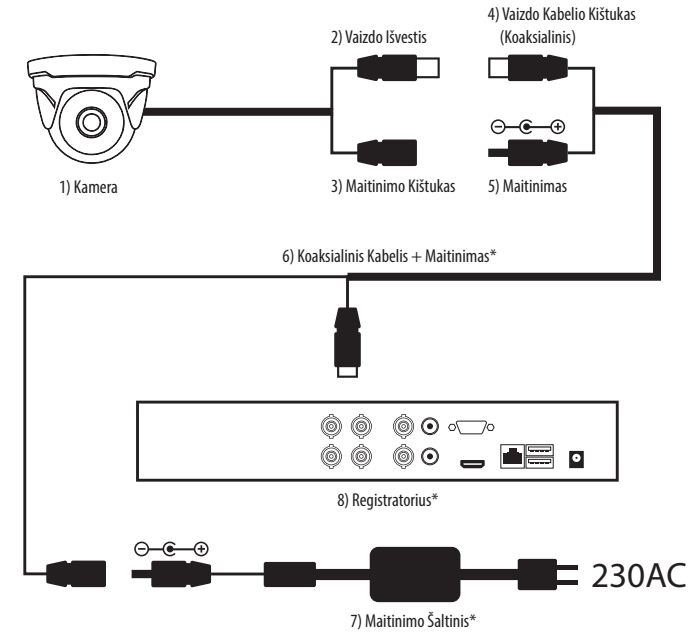 4) Vaizdo Kabelio Kištukas
(Koaksialinis)
2) Vaizdo Išvestis
1) Kamera
3) Maitinimo Kištukas
5) Maitinimas
6) Koaksialinis Kabelis + Maitinimas*
8) Registratorius*
230AC
7) Maitinimo Šaltinis*